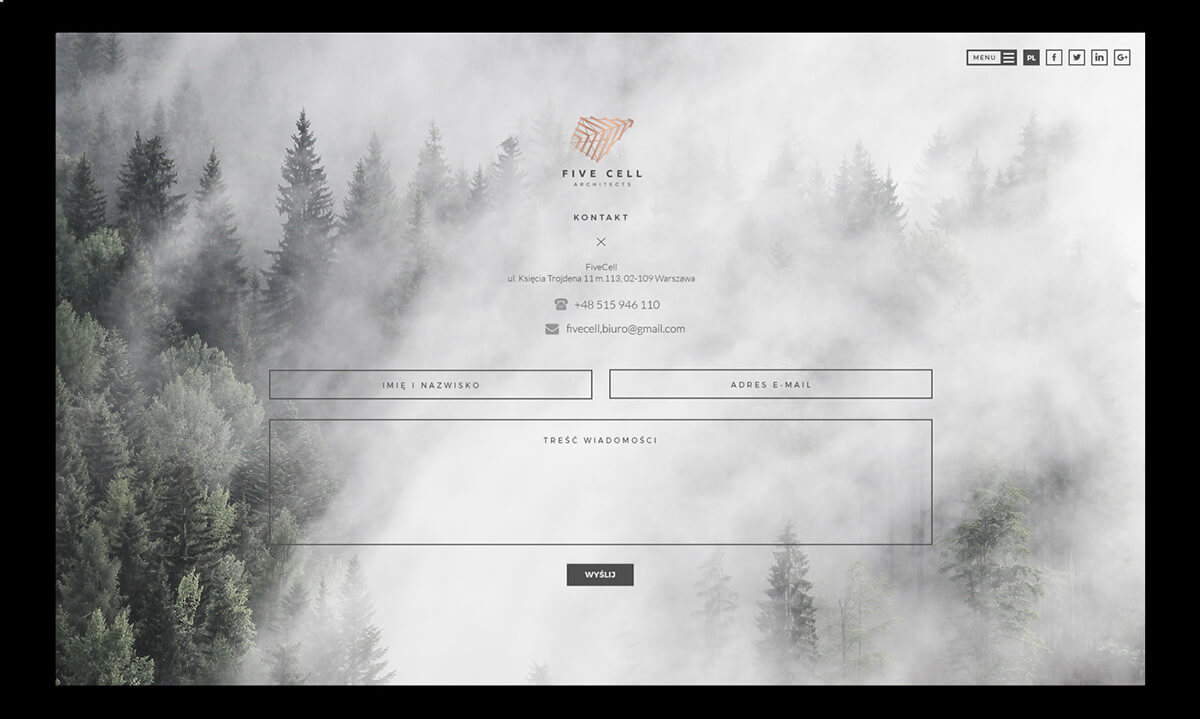 MENU PL f in G+
FIVE CELL
ARCHITECTS
KONTAKT
FiveCell
ul. Księcia Trojdena 11 m.113, 02-109 Warszawa
+48 515 946 110
fivecell.biuro@gmail.com
IMIĘ I NAZWISKO ADRES E-MAIL
TREŚĆ WIADOMOŚCI
WYŚLIJ